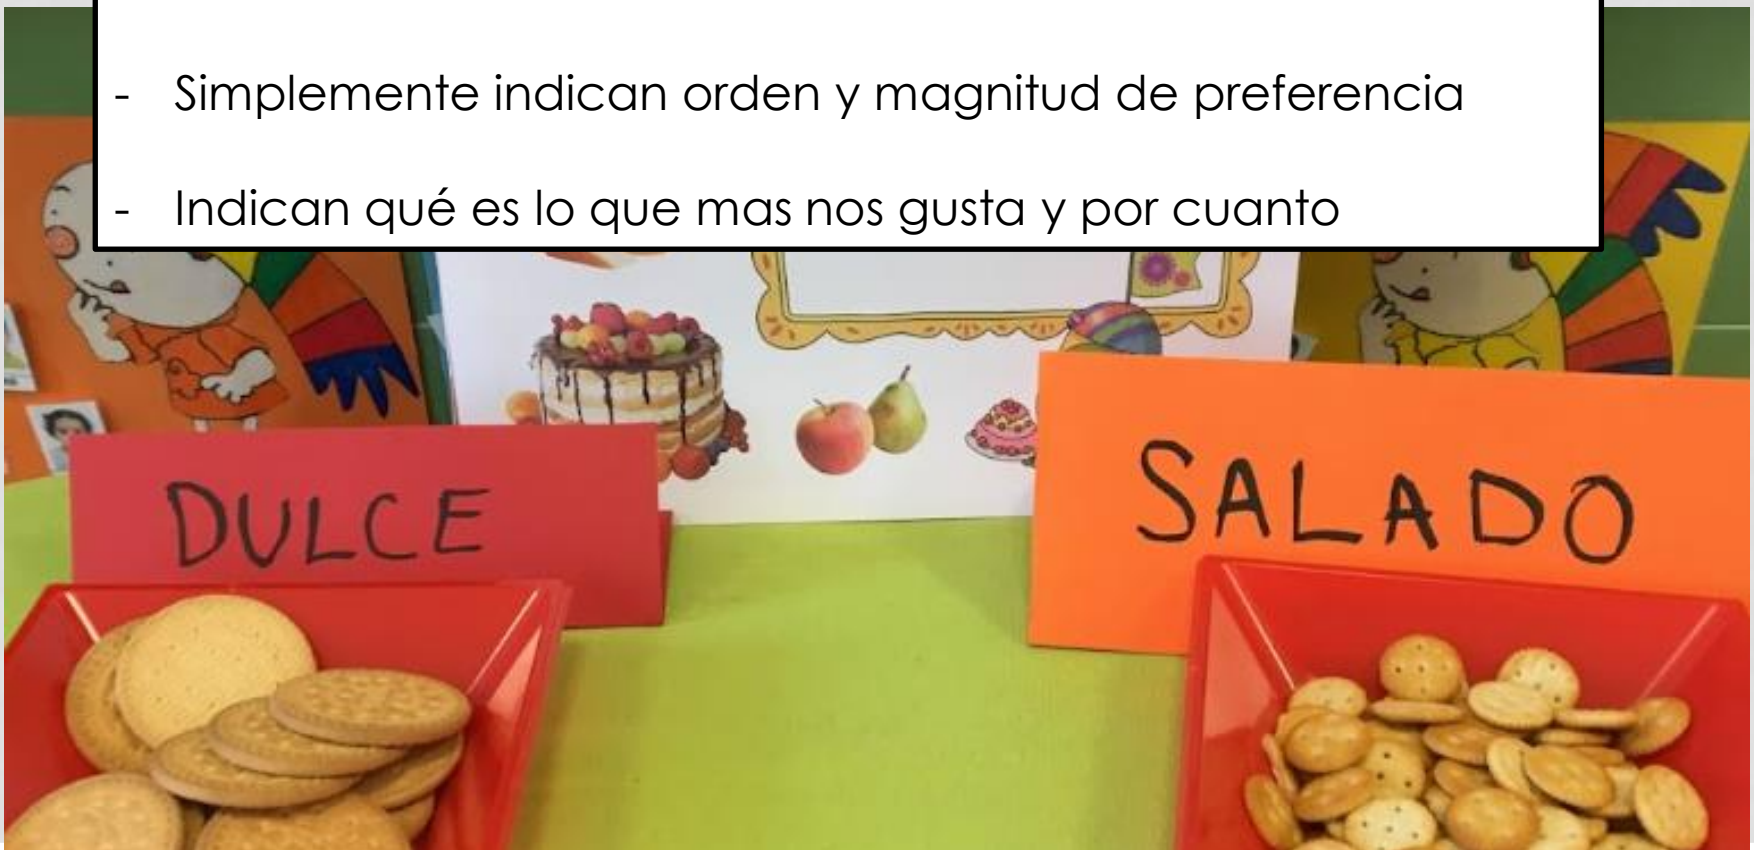 - Simplemente indican orden y magnitud de preferencia
- Indican qué es lo que mas nos gusta y por cuanto
DULCE
SALADO